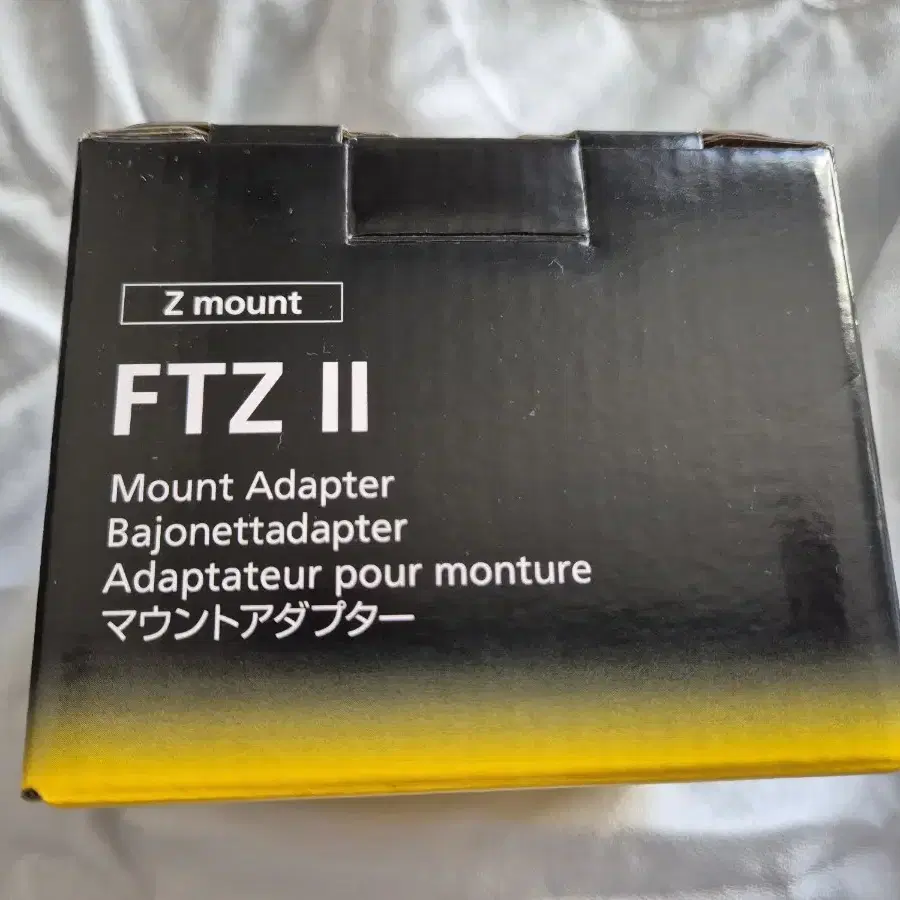 Z mount
FTZ II
Mount Adapter
Bajonettadapter
Adaptateur pour monture
マウントアダプター